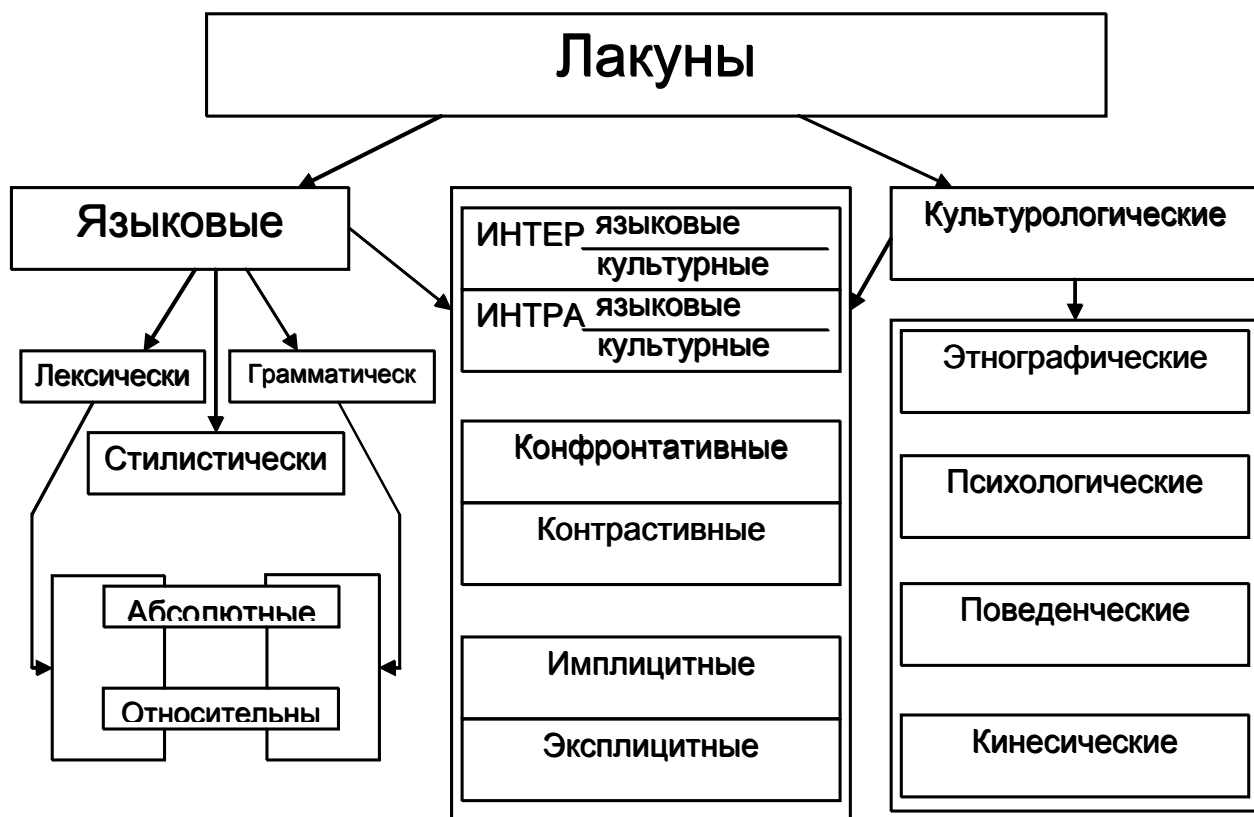 Лакуны
Языковые
Культурологические
ИНТЕР языковые
культурные
ИНТРА языковые
культурные
Лексически
Грамматическ
Стилистически
Абсолютные
Относительны
Конфронтативные
Контрастивные
Имплицитные
Эксплицитные
Этнографические
Психологические
Поведенческие
Кинесические